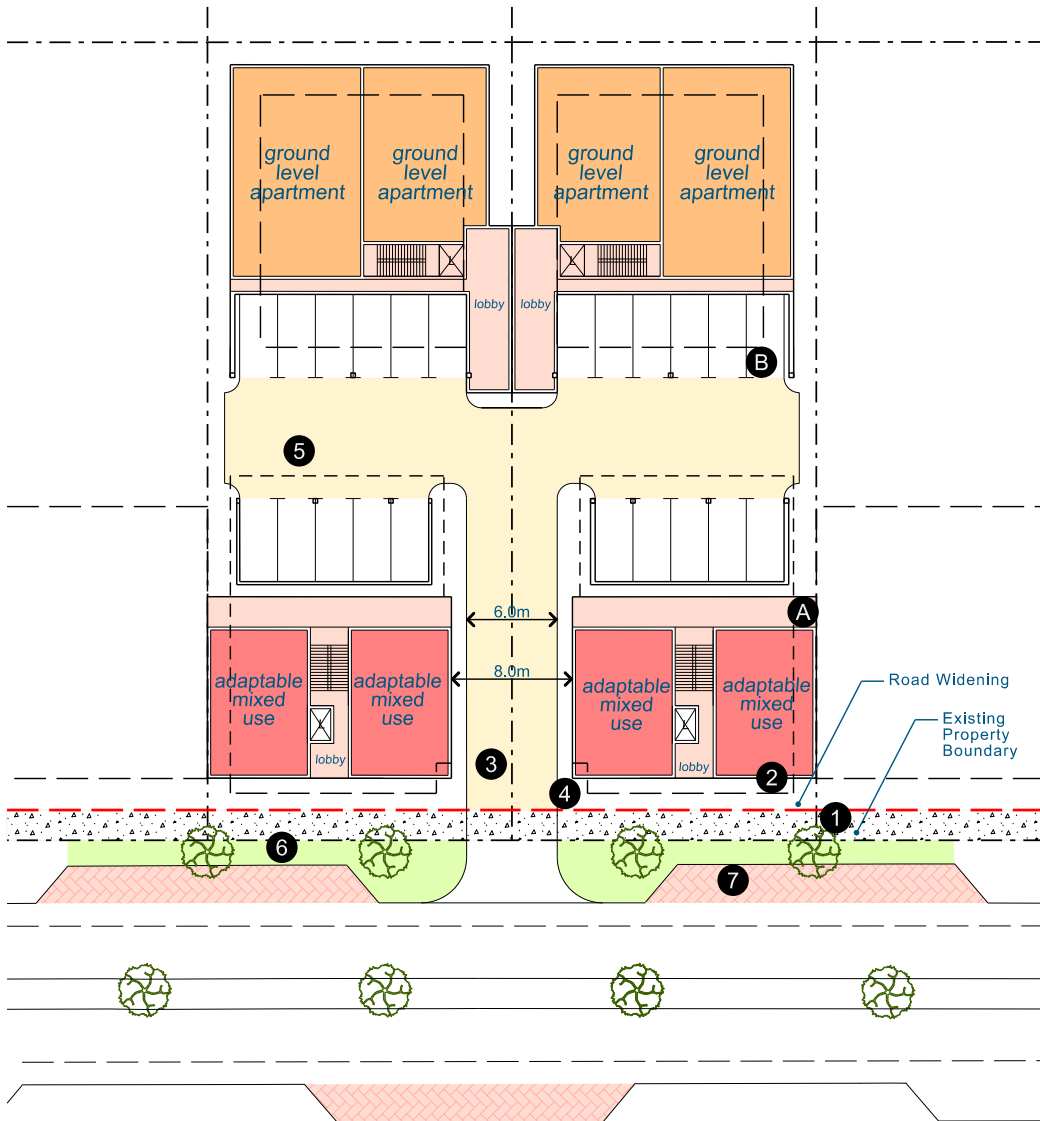 ground
level
apartment
ground
level
apartment
ground
level
apartment
ground
level
apartment
L
L
lobby
lobby
B
5
A
6.0m
8.0m
adaptable
mixed
use
adaptable
mixed
use
adaptable
mixed
use
adaptable
mixed
use
L
L
lobby
lobby
Road Widening
Existing
Property
Boundary
3
2
4
1
6
7